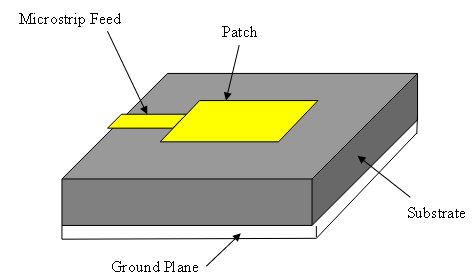 Microstrip Feed
Patch
Substrate
Ground Plane